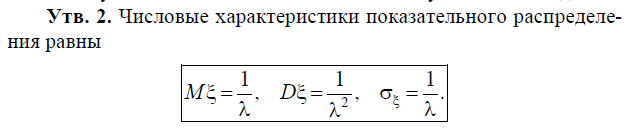 Утв. 2. Числовые характеристики показательного распределе-
ния равны
Mξ = 1/λ, Dξ = 1/λ², σ_ξ = 1/λ.